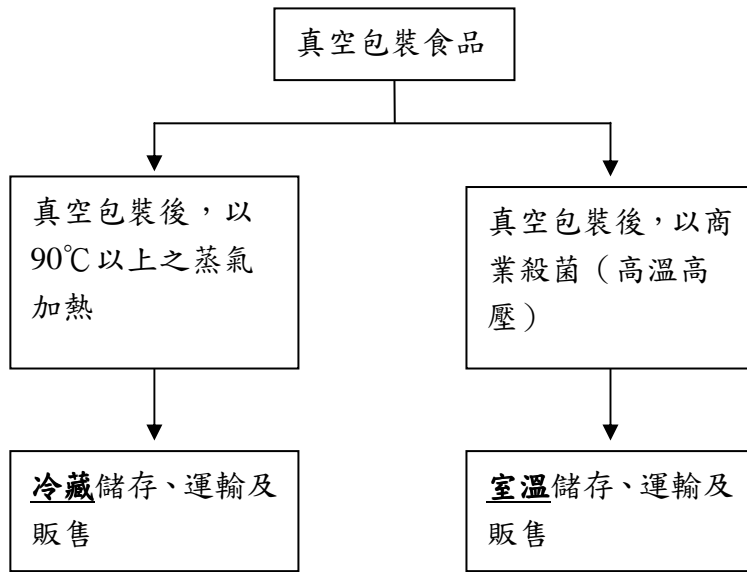 真空包裝食品
真空包裝後，以
90℃以上之蒸氣
加熱
真空包裝後，以商
業殺菌（高溫高
壓）
冷藏儲存、運輸及
販售
室溫儲存、運輸及
販售